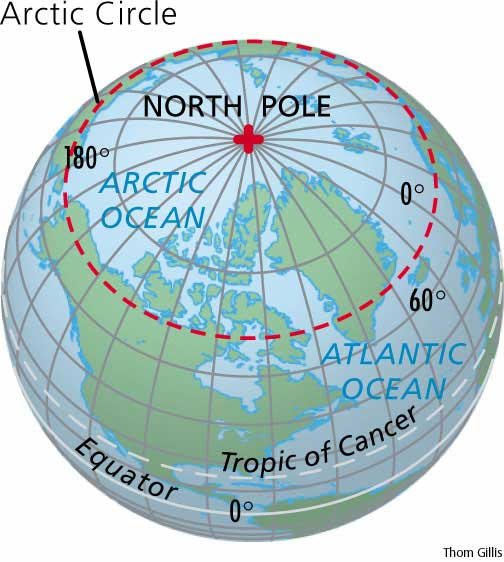 Arctic Circle
NORTH POLE
180°
ARCTIC
OCEAN
0°
60°
ATLANTIC
OCEAN
Tropic of Cancer
Equator
0°
Thom Gillis